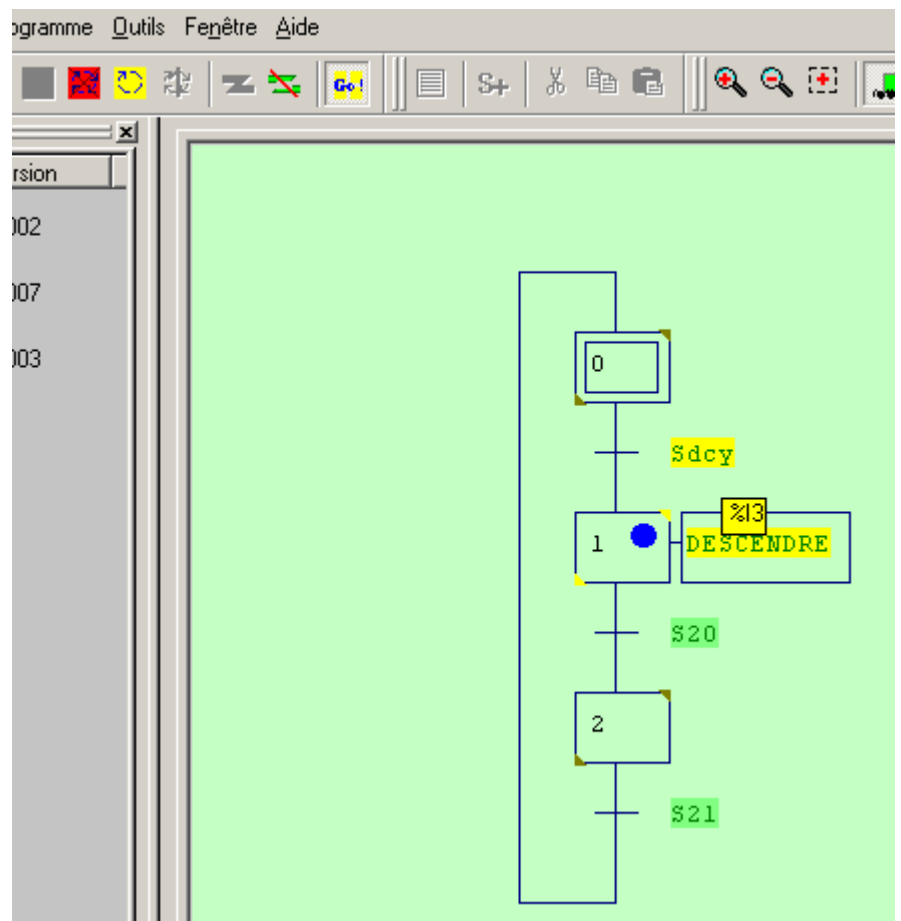 ogramme Outils Fenêtre Aide
Go!
S+
rsion
002
007
003
0
Sdcy
%I3
1
DESCENDRE
S20
2
S21